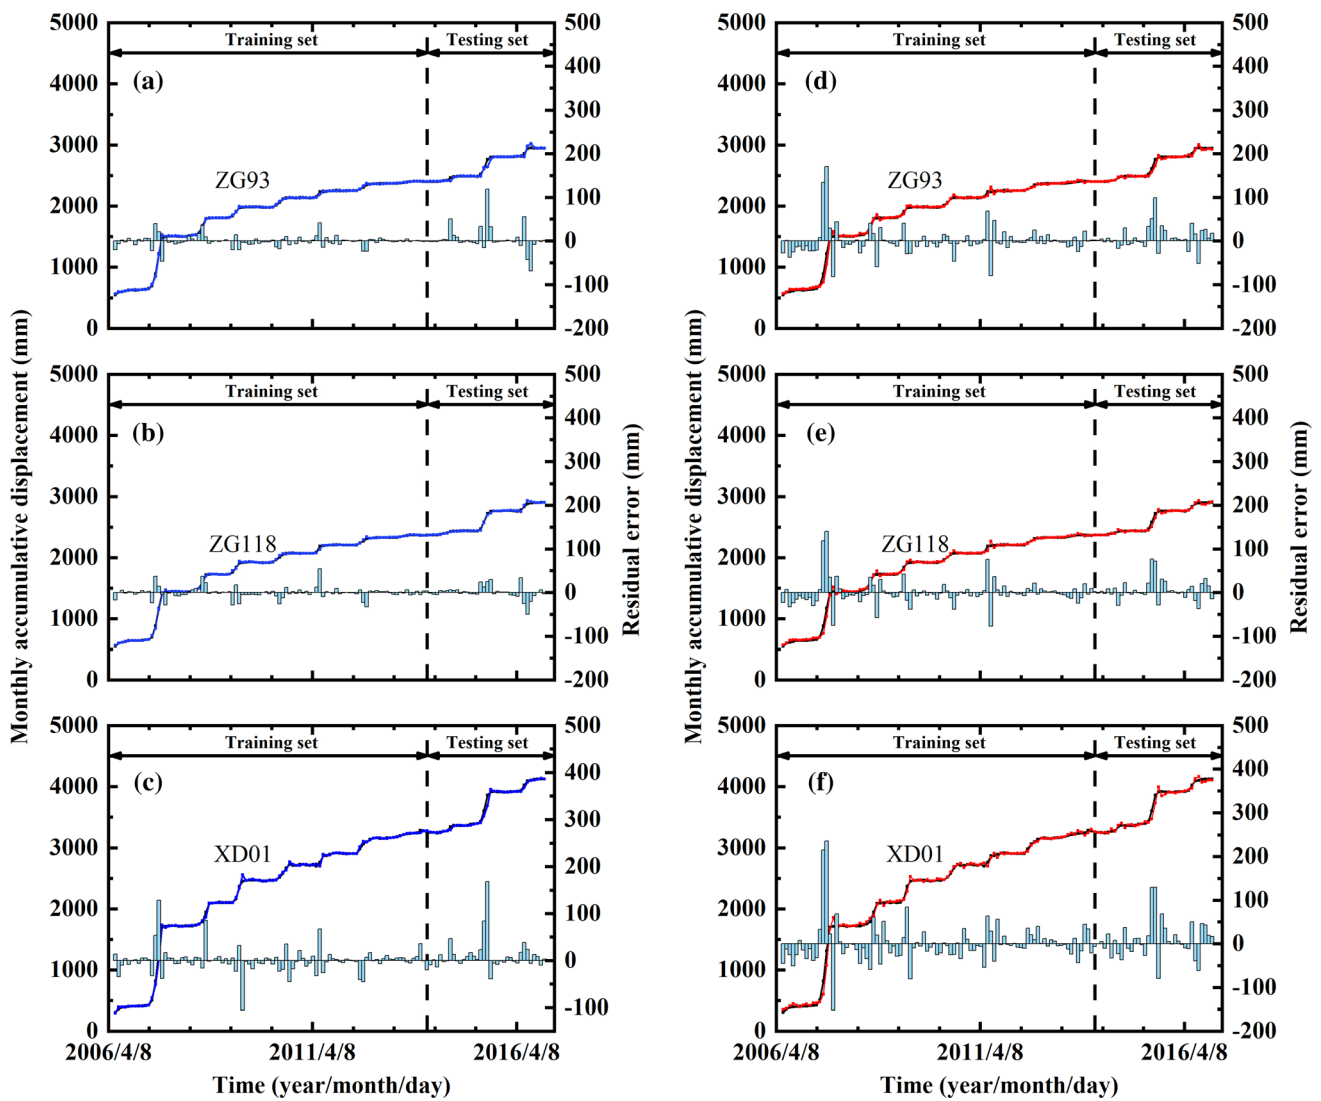 Monthly accumulative displacement (mm)
5000
4000
3000
2000
1000
0
Training set
Testing set
(a)
ZG93
500
400
300
200
100
0
-100
-200
5000
4000
3000
2000
1000
0
Training set
Testing set
(b)
ZG118
500
400
300
200
100
0
-100
-200
5000
4000
3000
2000
1000
0
Training set
Testing set
(c)
XD01
500
400
300
200
100
0
-100
2006/4/8
2011/4/8
2016/4/8
Time (year/month/day)
Residual error (mm)
Monthly accumulative displacement (mm)
5000
4000
3000
2000
1000
0
Training set
Testing set
(d)
ZG93
500
400
300
200
100
0
-100
-200
5000
4000
3000
2000
1000
0
Training set
Testing set
(e)
ZG118
500
400
300
200
100
0
-100
-200
5000
4000
3000
2000
1000
0
Training set
Testing set
(f)
XD01
500
400
300
200
100
0
-100
-200
2006/4/8
2011/4/8
2016/4/8
Time (year/month/day)
Residual error (mm)